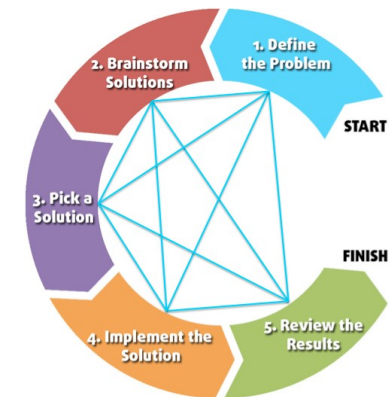 1. Define
the Problem
2. Brainstorm
Solutions
START
3. Pick a
Solution
FINISH
4. Implement the
Solution
5. Review the
Results